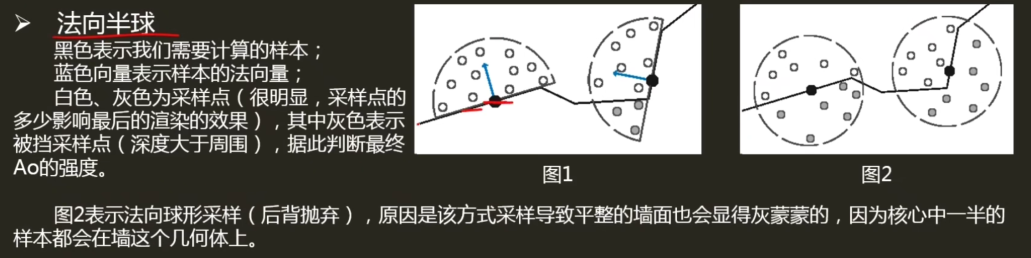 ➢ 法向半球
黑色表示我们需要计算的样本；
蓝色向量表示样本的法向量；
白色、灰色为采样点（很明显，采样点的
多少影响最后的渲染的效果），其中灰色表示
被挡采样点（深度大于周围），据此判断最终
Ao的强度。
图1
图2
图2表示法向球形采样（后背抛弃），原因是该方式采样导致平整的墙面也会显得灰蒙蒙的，因为核心中一半的
样本都会在墙这个几何体上。